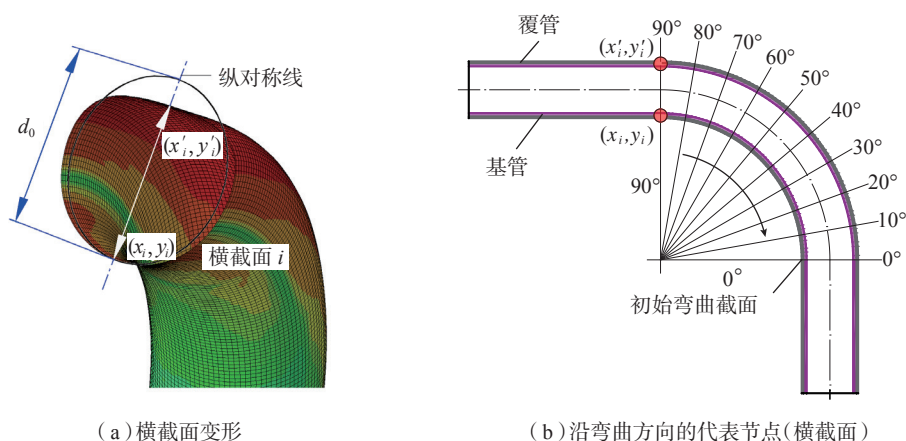 纵对称线
d₀
(x′ᵢ, y′ᵢ)
(xᵢ, yᵢ)
横截面 i
(a)横截面变形
覆管
(x′ᵢ, y′ᵢ)
90°
80°
70°
60°
50°
40°
30°
20°
10°
0°
(xᵢ, yᵢ)
基管
90°
0°
初始弯曲截面
(b)沿弯曲方向的代表节点(横截面)